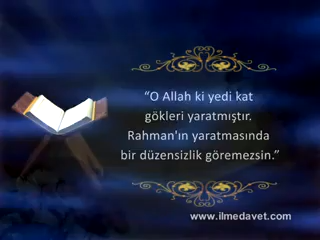 “O Allah ki yedi kat
gökleri yaratmıştır.
Rahman'ın yaratmasında
bir düzensizlik göremezsin.”
www.ilmedavet.com